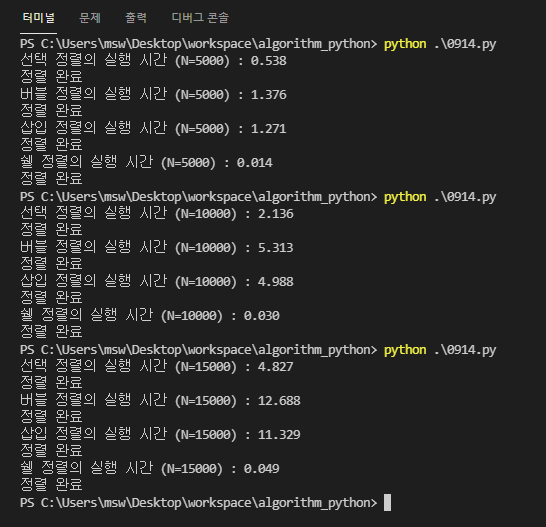 터미널 문제 출력 디버그 콘솔
PS C:\Users\msw\Desktop\workspace\algorithm_python> python .\0914.py
선택 정렬의 실행 시간 (N=5000) : 0.538
정렬 완료
버블 정렬의 실행 시간 (N=5000) : 1.376
정렬 완료
삽입 정렬의 실행 시간 (N=5000) : 1.271
정렬 완료
쉘 정렬의 실행 시간 (N=5000) : 0.014
정렬 완료
PS C:\Users\msw\Desktop\workspace\algorithm_python> python .\0914.py
선택 정렬의 실행 시간 (N=10000) : 2.136
정렬 완료
버블 정렬의 실행 시간 (N=10000) : 5.313
정렬 완료
삽입 정렬의 실행 시간 (N=10000) : 4.988
정렬 완료
쉘 정렬의 실행 시간 (N=10000) : 0.030
정렬 완료
PS C:\Users\msw\Desktop\workspace\algorithm_python> python .\0914.py
선택 정렬의 실행 시간 (N=15000) : 4.827
정렬 완료
버블 정렬의 실행 시간 (N=15000) : 12.688
정렬 완료
삽입 정렬의 실행 시간 (N=15000) : 11.329
정렬 완료
쉘 정렬의 실행 시간 (N=15000) : 0.049
정렬 완료
PS C:\Users\msw\Desktop\workspace\algorithm_python>